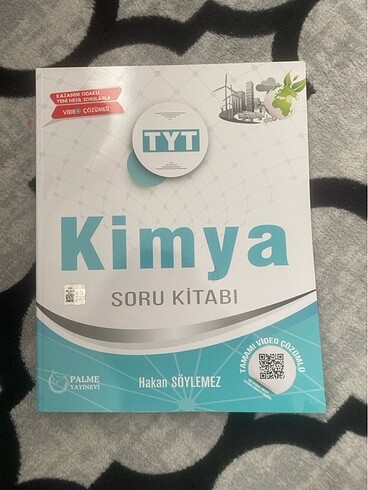 KAZANIM ODAKLI
YENİ NESİL SORULARLA
VİDEO ÇÖZÜMLÜ
TYT
Kimya
SORU KİTABI
TAMAMI VİDEO ÇÖZÜMLÜ
PALME
YAYINEVİ
Hakan SÖYLEMEZ